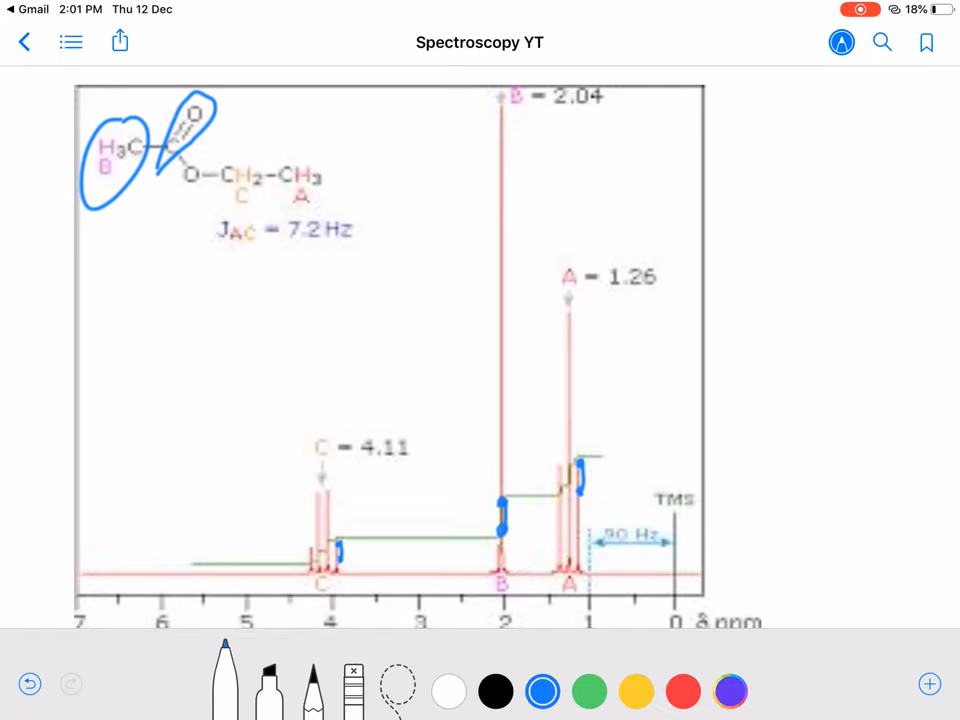 Gmail 2:01 PM Thu 12 Dec 18%
Spectroscopy YT
B = 2.04
O
H₃C—C
B
O—CH₂—CH₃
C A
J_AC = 7.2 Hz
A = 1.26
C = 4.11
TMS
90 Hz
C B A
7 6 5 4 3 2 1 0 δ ppm